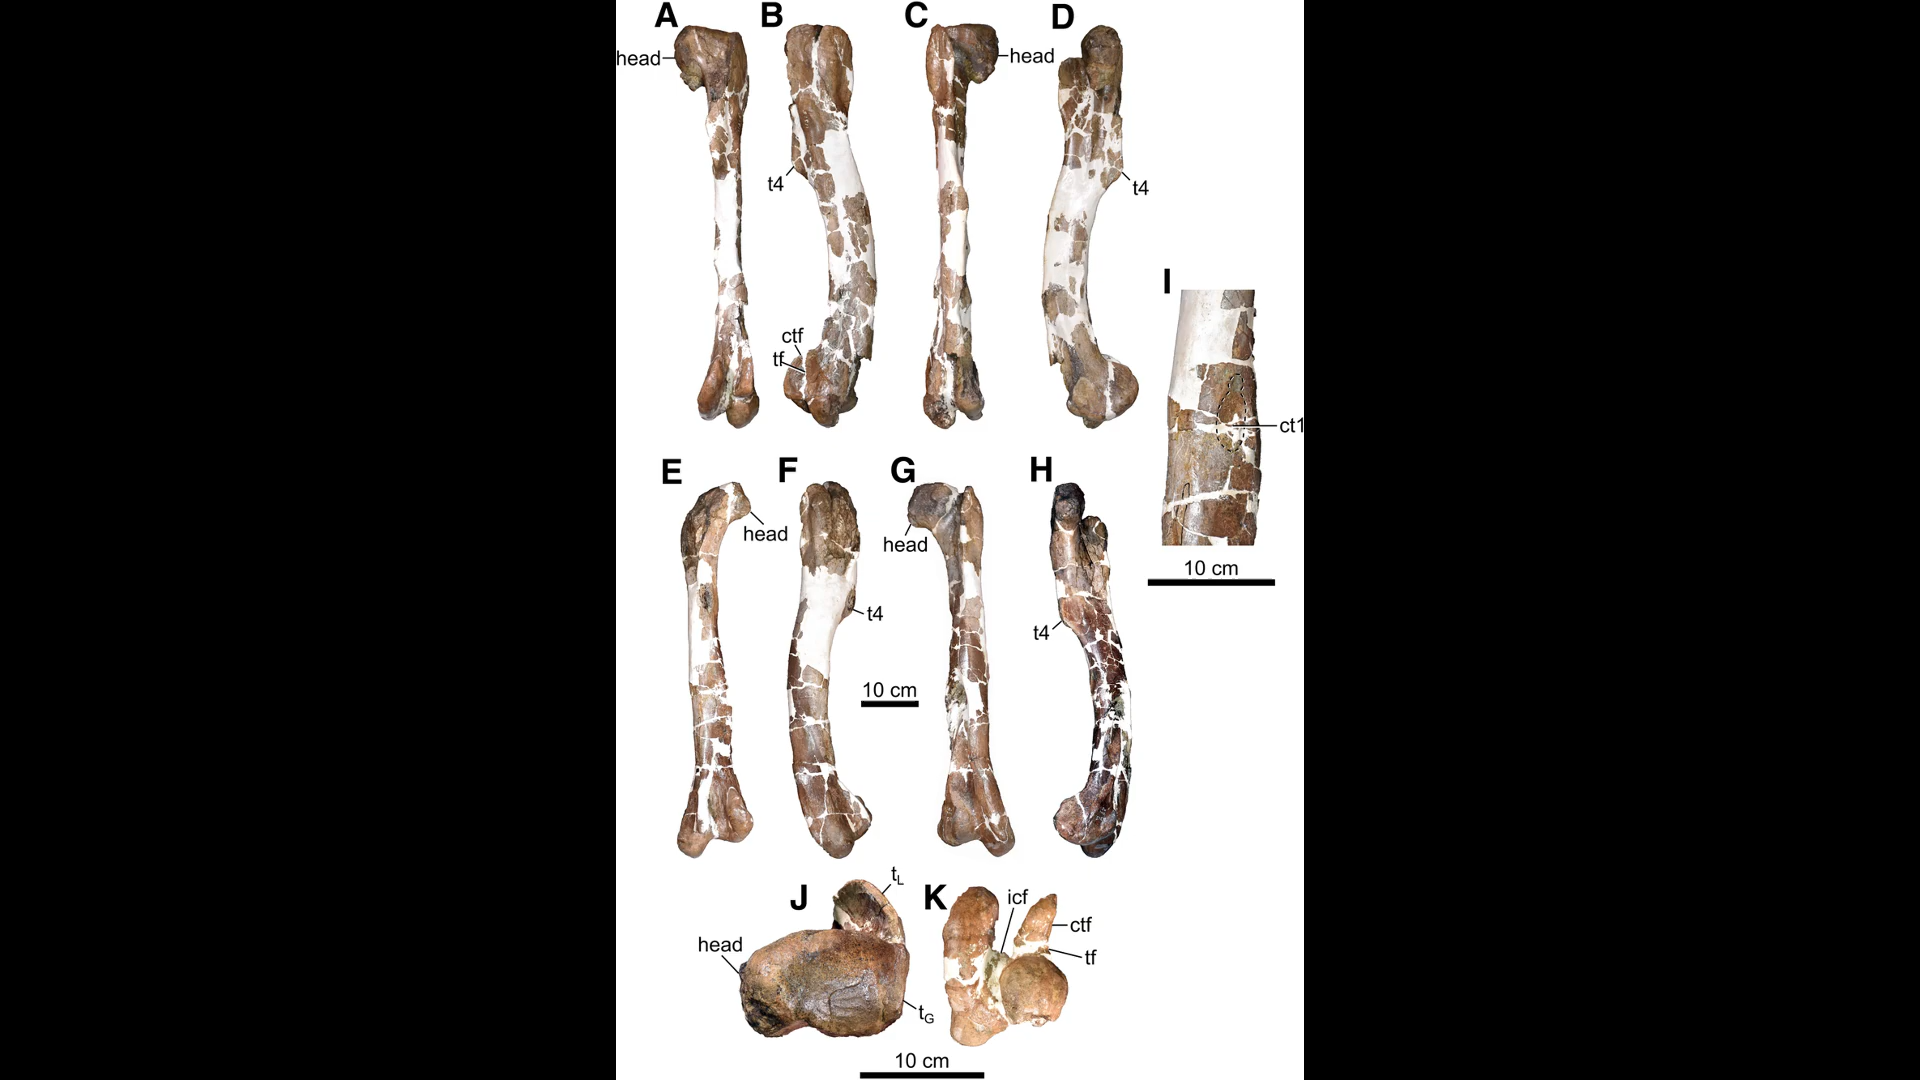 A B C D
head
head
t4
t4
ctf
tf
I
ct1
10 cm
E F G H
head
head
t4
t4
10 cm
J K
tL
icf
ctf
head
tf
tG
10 cm